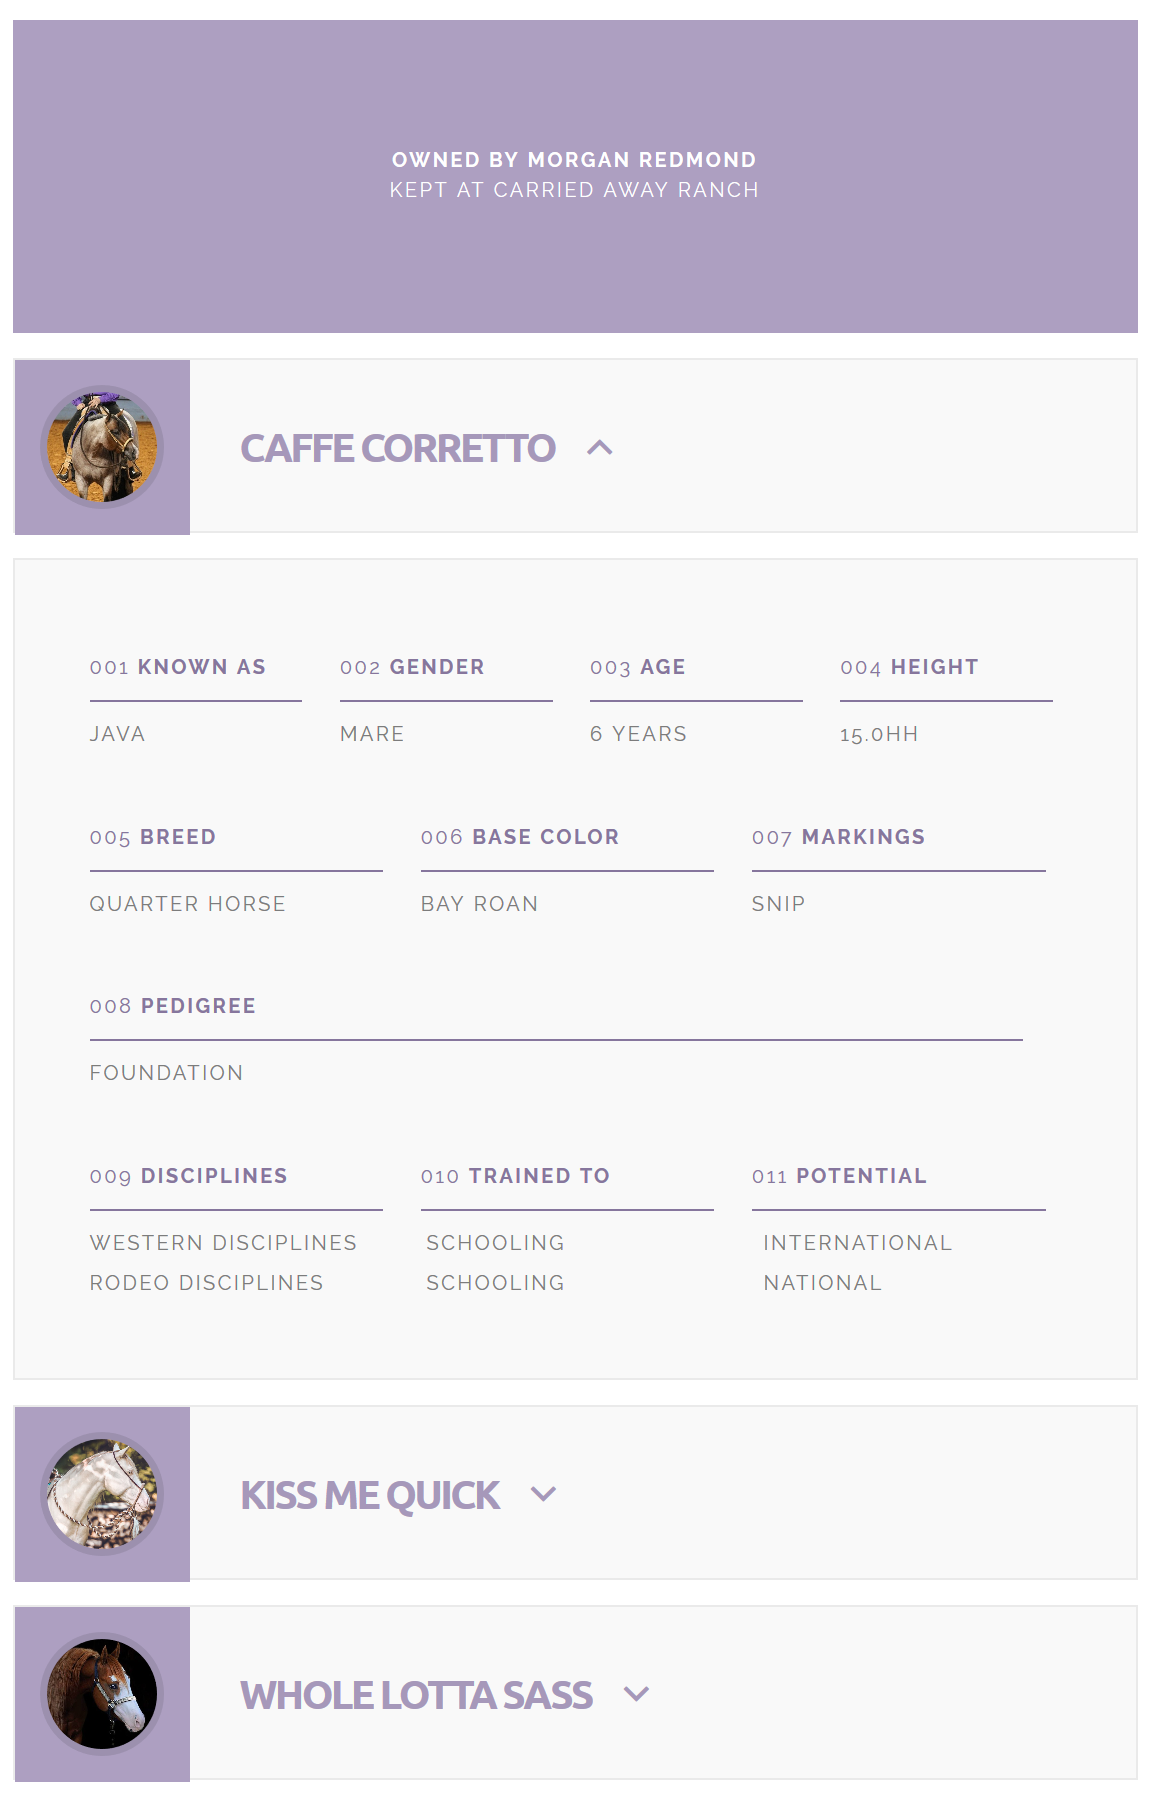 OWNED BY MORGAN REDMOND
KEPT AT CARRIED AWAY RANCH
CAFFE CORRETTO
001 KNOWN AS 002 GENDER 003 AGE 004 HEIGHT
JAVA MARE 6 YEARS 15.0HH
005 BREED 006 BASE COLOR 007 MARKINGS
QUARTER HORSE BAY ROAN SNIP
008 PEDIGREE
FOUNDATION
009 DISCIPLINES 010 TRAINED TO 011 POTENTIAL
WESTERN DISCIPLINES SCHOOLING INTERNATIONAL
RODEO DISCIPLINES SCHOOLING NATIONAL
KISS ME QUICK
WHOLE LOTTA SASS